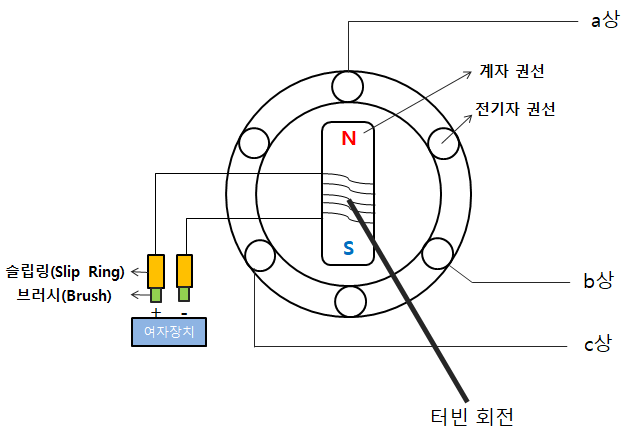 a상
계자 권선
전기자 권선
N
S
슬립링(Slip Ring)
브러시(Brush)
+ -
여자장치
b상
c상
터빈 회전